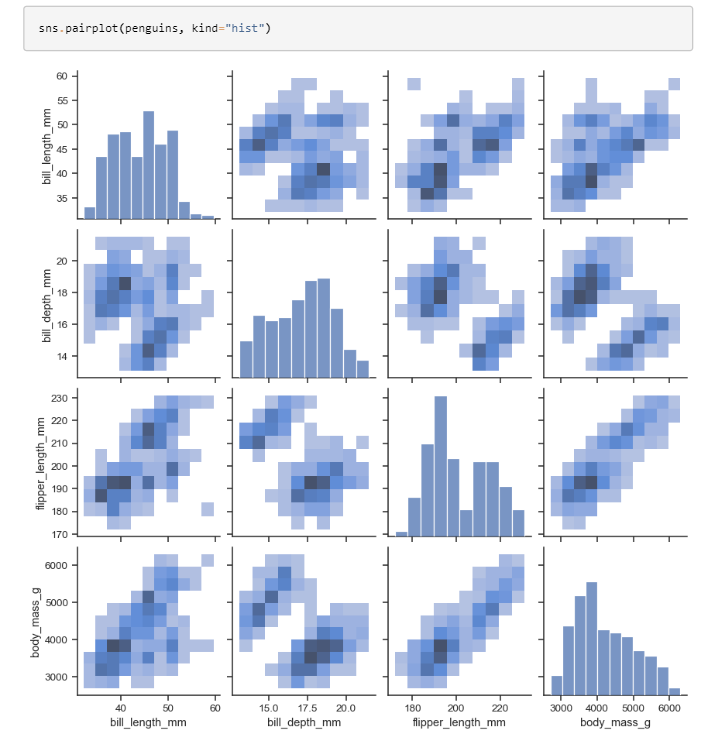 sns.pairplot(penguins, kind="hist")
60
55
50
45
40
35
bill_length_mm
20
18
16
14
bill_depth_mm
230
220
210
200
190
180
170
flipper_length_mm
6000
5000
4000
3000
body_mass_g
40 50 60
bill_length_mm
15.0 17.5 20.0
bill_depth_mm
180 200 220
flipper_length_mm
3000 4000 5000 6000
body_mass_g